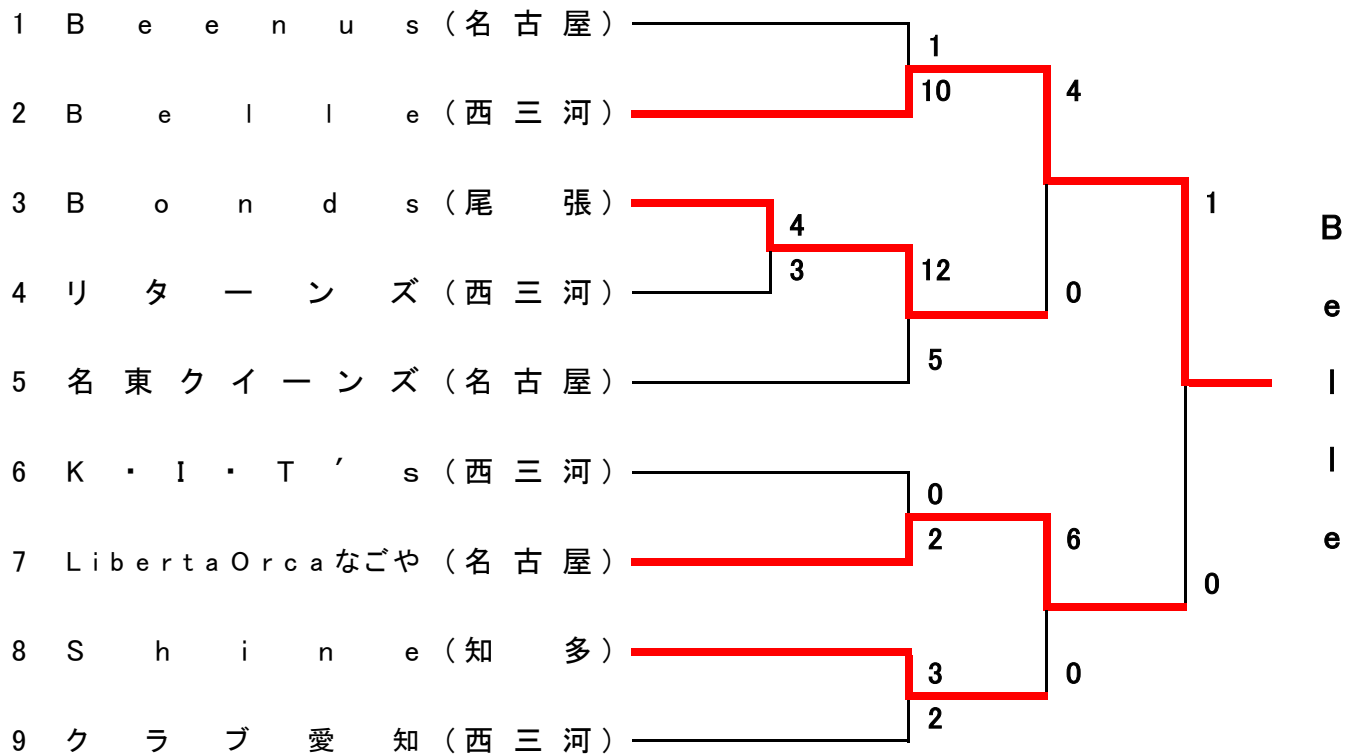 1 Beenus(名古屋)
1
10
4
2 Belle(西三河)
3 Bonds(尾張)
4
3
12
1
0
4 リターンズ(西三河)
5
5 名東クイーンズ(名古屋)
6 K・I・T′s(西三河)
0
2
6
7 LibertaOrcaなごや(名古屋)
0
8 Shine(知多)
3
2
0
9 クラブ愛知(西三河)
Belle